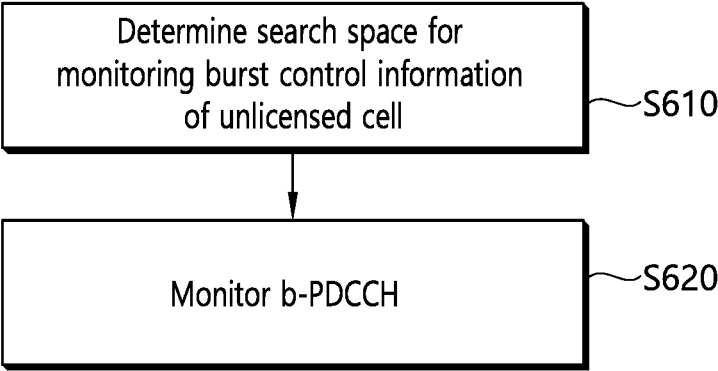 Determine search space for
monitoring burst control information
of unlicensed cell
S610
Monitor b-PDCCH
S620